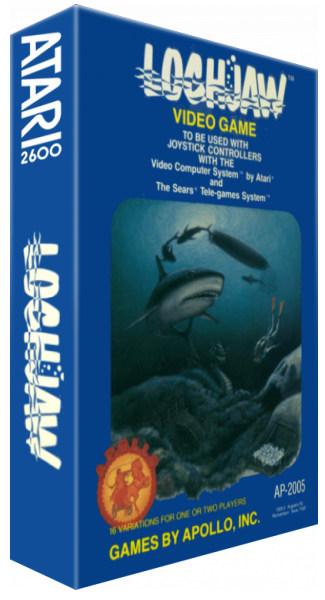 ATARI
2600
LOCHJAW
LOCHJAW™
VIDEO GAME
TO BE USED WITH
JOYSTICK CONTROLLERS
WITH THE
Video Computer System™ by Atari®
and
The Sears® Tele-games System™
AP-2005
16 VARIATIONS FOR ONE OR TWO PLAYERS
GAMES BY APOLLO, INC.